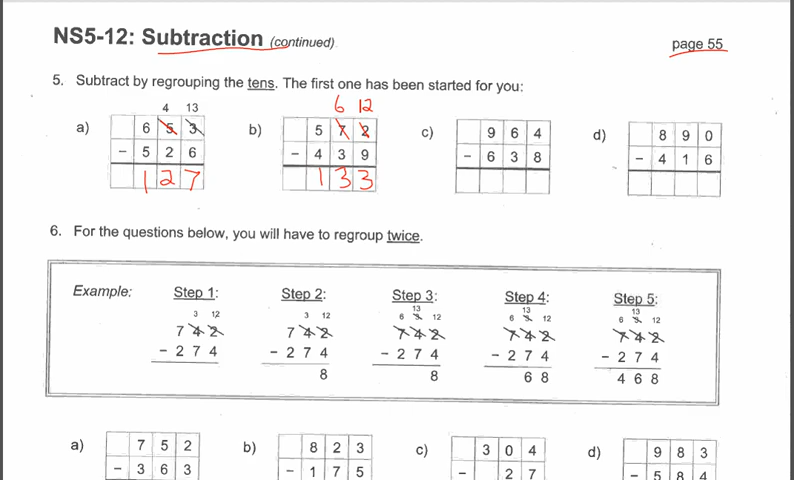 NS5-12: Subtraction (continued)
page 55
5. Subtract by regrouping the tens. The first one has been started for you:
a)
4 13
6 5 3
- 5 2 6
1 2 7
b)
6 12
5 7 2
- 4 3 9
1 3 3
c)
9 6 4
- 6 3 8
d)
8 9 0
- 4 1 6
6. For the questions below, you will have to regroup twice.
Example:
Step 1:
3 12
7 4 2
- 2 7 4
Step 2:
3 12
7 4 2
- 2 7 4
8
Step 3:
13
6 3 12
7 4 2
- 2 7 4
8
Step 4:
13
6 3 12
7 4 2
- 2 7 4
6 8
Step 5:
13
6 3 12
7 4 2
- 2 7 4
4 6 8
a)
7 5 2
- 3 6 3
b)
8 2 3
- 1 7 5
c)
3 0 4
- 2 7
d)
9 8 3
- 5 8 4